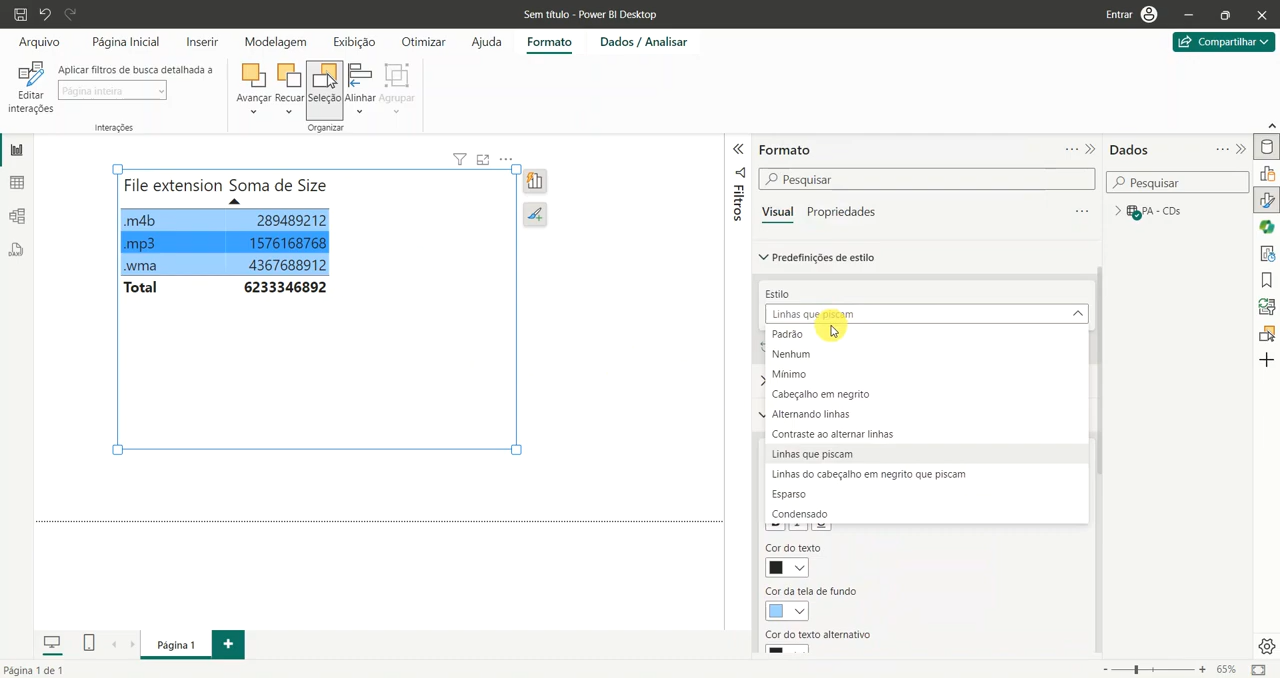 Sem título - Power BI Desktop
Entrar
Arquivo
Página Inicial
Inserir
Modelagem
Exibição
Otimizar
Ajuda
Formato
Dados / Analisar
Compartilhar
Editar
interações
Aplicar filtros de busca detalhada a
Página inteira
Interações
Avançar
Recuar
Seleção
Alinhar
Agrupar
Organizar
File extension Soma de Size
.m4b 289489212
.mp3 1576168768
.wma 4367688912
Total 6233346892
Filtros
Formato
Pesquisar
Visual
Propriedades
Predefinições de estilo
Estilo
Linhas que piscam
Padrão
Nenhum
Mínimo
Cabeçalho em negrito
Alternando linhas
Contraste ao alternar linhas
Linhas que piscam
Linhas do cabeçalho em negrito que piscam
Esparso
Condensado
Cor do texto
Cor da tela de fundo
Cor do texto alternativo
Dados
Pesquisar
PA - CDs
DAX
Página 1
Página 1 de 1
65%